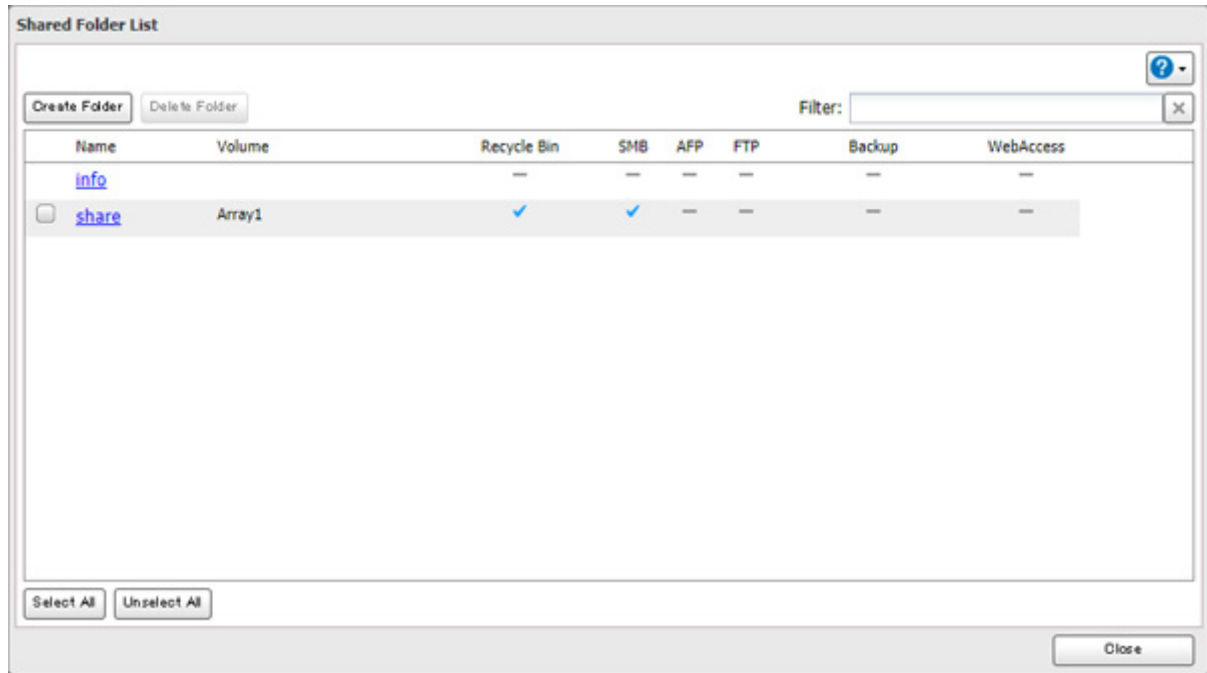 Shared Folder List
?
Create Folder Delete Folder Filter:
Name Volume Recycle Bin SMB AFP FTP Backup WebAccess
info — — — — — —
share Array1 ✓ ✓ — — — —
Select All Unselect All
Close